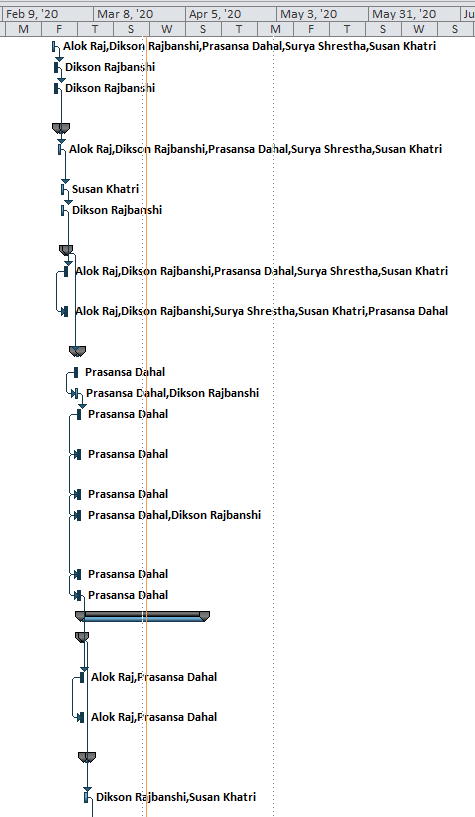 Feb 9, '20 Mar 8, '20 Apr 5, '20 May 3, '20 May 31, '20 Ju
M F T S W T M F T S W S
Alok Raj,Dikson Rajbanshi,Prasansa Dahal,Surya Shrestha,Susan Khatri
Dikson Rajbanshi
Dikson Rajbanshi
Alok Raj,Dikson Rajbanshi,Prasansa Dahal,Surya Shrestha,Susan Khatri
Susan Khatri
Dikson Rajbanshi
Alok Raj,Dikson Rajbanshi,Prasansa Dahal,Surya Shrestha,Susan Khatri
Alok Raj,Dikson Rajbanshi,Surya Shrestha,Susan Khatri,Prasansa Dahal
Prasansa Dahal
Prasansa Dahal,Dikson Rajbanshi
Prasansa Dahal
Prasansa Dahal
Prasansa Dahal
Prasansa Dahal,Dikson Rajbanshi
Prasansa Dahal
Prasansa Dahal
Alok Raj,Prasansa Dahal
Alok Raj,Prasansa Dahal
Dikson Rajbanshi,Susan Khatri